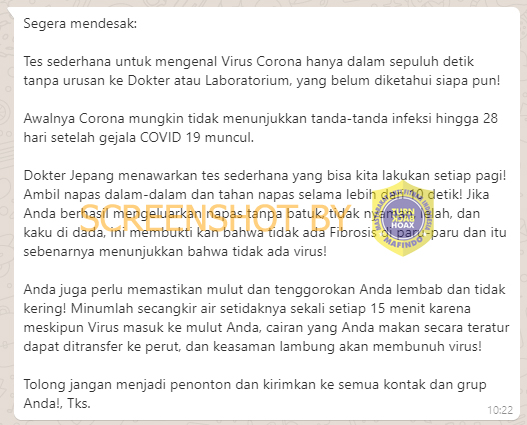 Segera mendesak:
Tes sederhana untuk mengenal Virus Corona hanya dalam sepuluh detik
tanpa urusan ke Dokter atau Laboratorium, yang belum diketahui siapa pun!
Awalnya Corona mungkin tidak menunjukkan tanda-tanda infeksi hingga 28
hari setelah gejala COVID 19 muncul.
Dokter Jepang menawarkan tes sederhana yang bisa kita lakukan setiap pagi!
Ambil napas dalam-dalam dan tahan napas selama lebih dari 10 detik! Jika
Anda berhasil mengeluarkan napas tanpa batuk, tidak nyaman, lelah, dan
kaku di dada, ini membukti kan bahwa tidak ada Fibrosis di paru-paru dan itu
sebenarnya menunjukkan bahwa tidak ada virus!
Anda juga perlu memastikan mulut dan tenggorokan Anda lembab dan tidak
kering! Minumlah secangkir air setidaknya sekali setiap 15 menit karena
meskipun Virus masuk ke mulut Anda, cairan yang Anda makan secara teratur
dapat ditransfer ke perut, dan keasaman lambung akan membunuh virus!
Tolong jangan menjadi penonton dan kirimkan ke semua kontak dan grup
Anda!, Tks.
10:22
SCREENSHOT BY
TURN
BACK
HOAX
MAFINDO